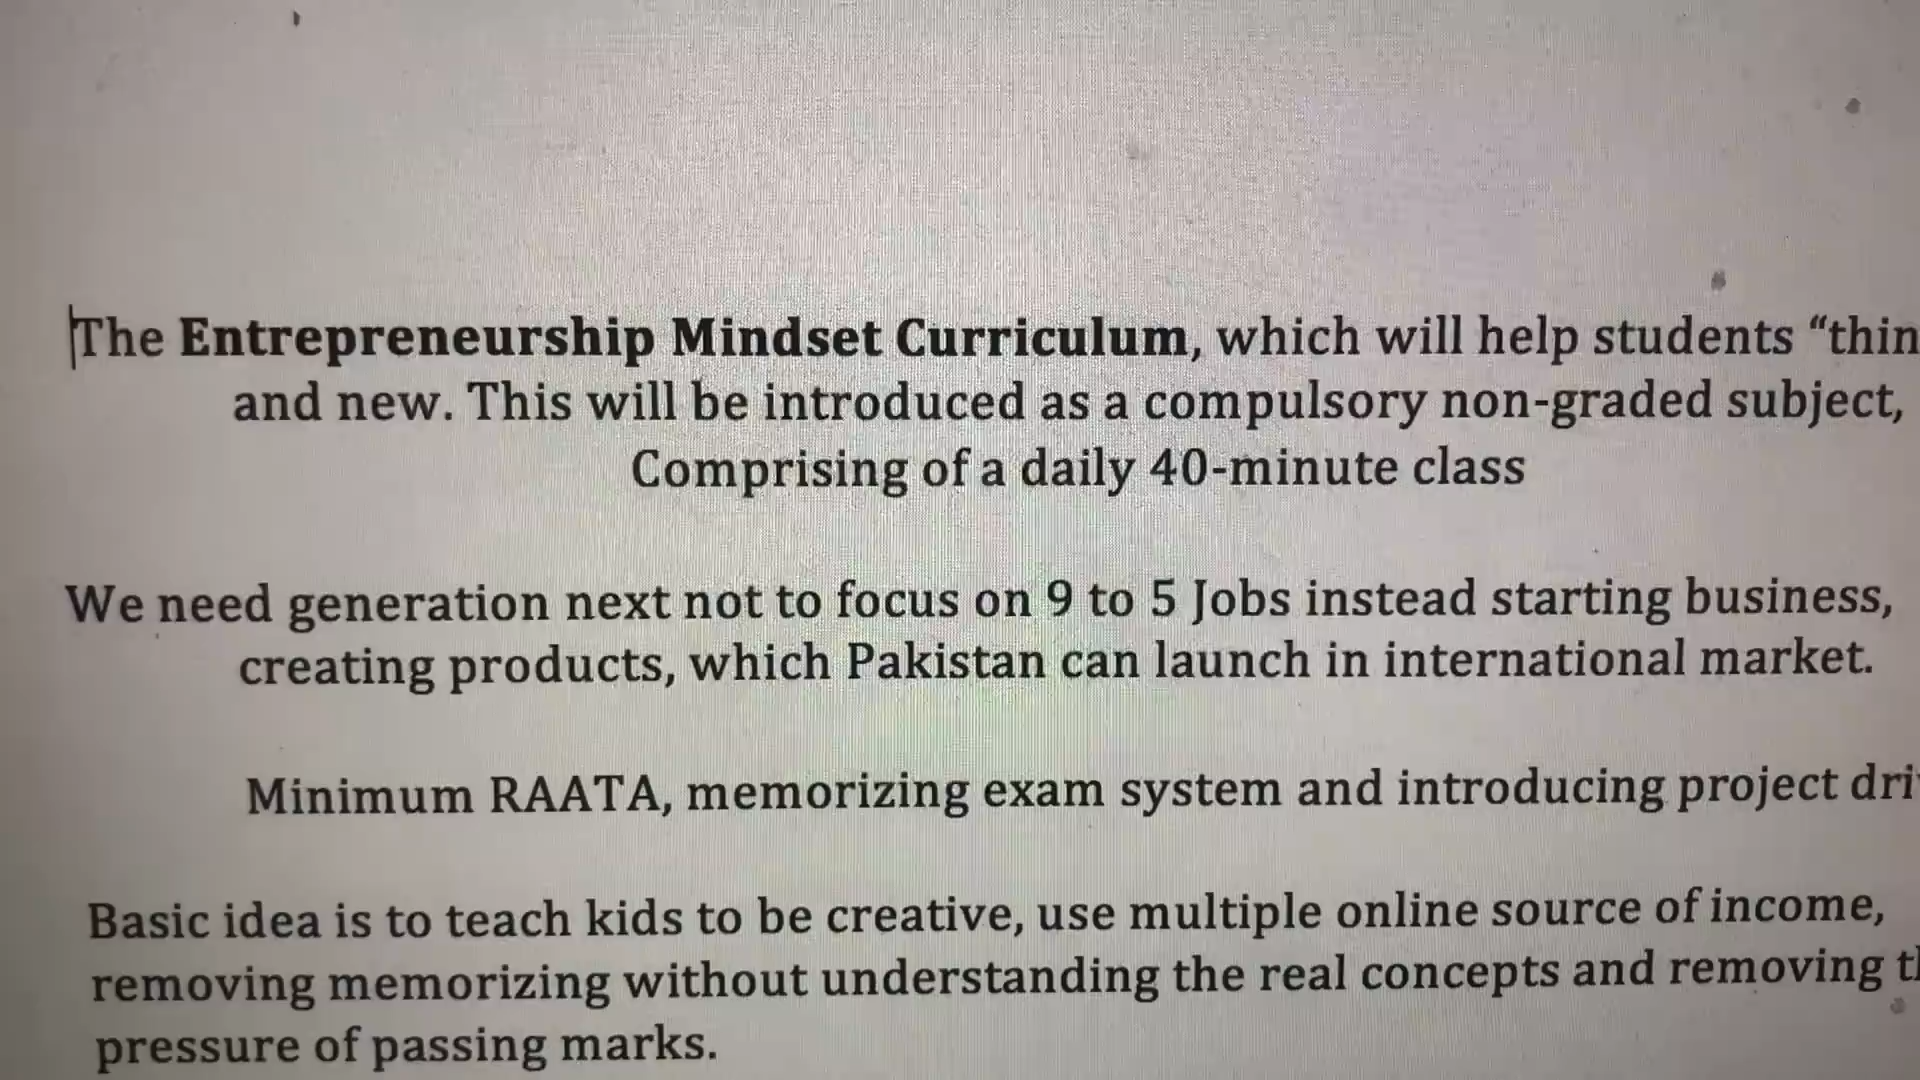 The Entrepreneurship Mindset Curriculum, which will help students
and new. This will be introduced as a compulsory non-graded subject,
Comprising of a daily 40-minute class
We need generation next not to focus on 9 to 5 Jobs instead starting business,
creating products, which Pakistan can launch in international market.
Minimum RAATA, memorizing exam system and introducing project
Basic idea is to teach kids to be creative, use multiple online source of income,
removing memorizing without understanding the real concepts and removing
pressure of passing marks.